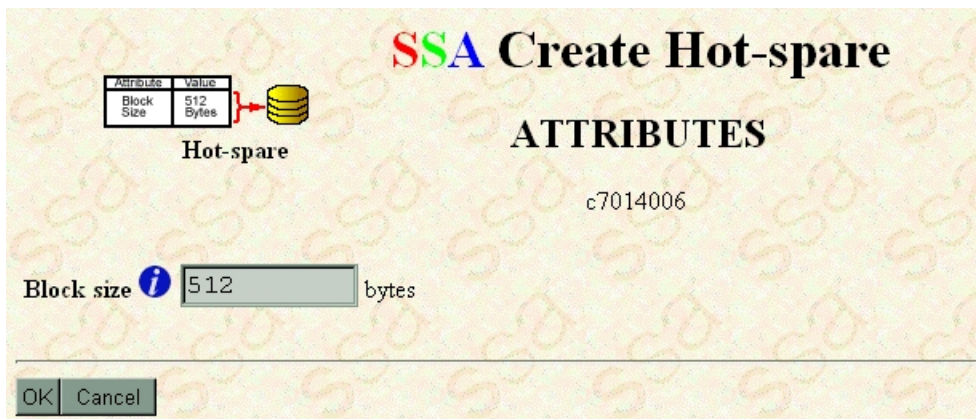 SSA Create Hot-spare
Attribute Value
Block Size 512 Bytes
Hot-spare
ATTRIBUTES
c7014006
Block size i 512 bytes
OK Cancel